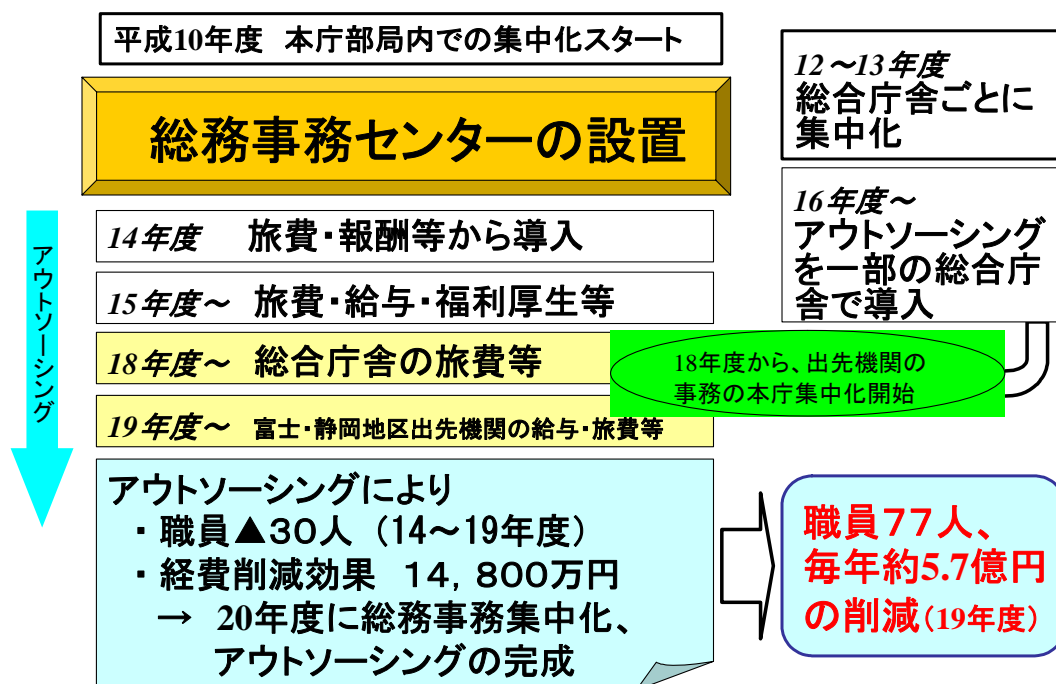 平成10年度 本庁部局内での集中化スタート
総務事務センターの設置
12～13年度
総合庁舎ごとに
集中化
16年度～
アウトソーシング
を一部の総合庁
舎で導入
アウトソーシング
14年度 旅費・報酬等から導入
15年度～ 旅費・給与・福利厚生等
18年度～ 総合庁舎の旅費等
18年度から、出先機関の
事務の本庁集中化開始
19年度～ 富士・静岡地区出先機関の給与・旅費等
アウトソーシングにより
・職員▲30人（14～19年度）
・経費削減効果 14，800万円
→ 20年度に総務事務集中化、
アウトソーシングの完成
職員77人、
毎年約5.7億円
の削減（19年度）